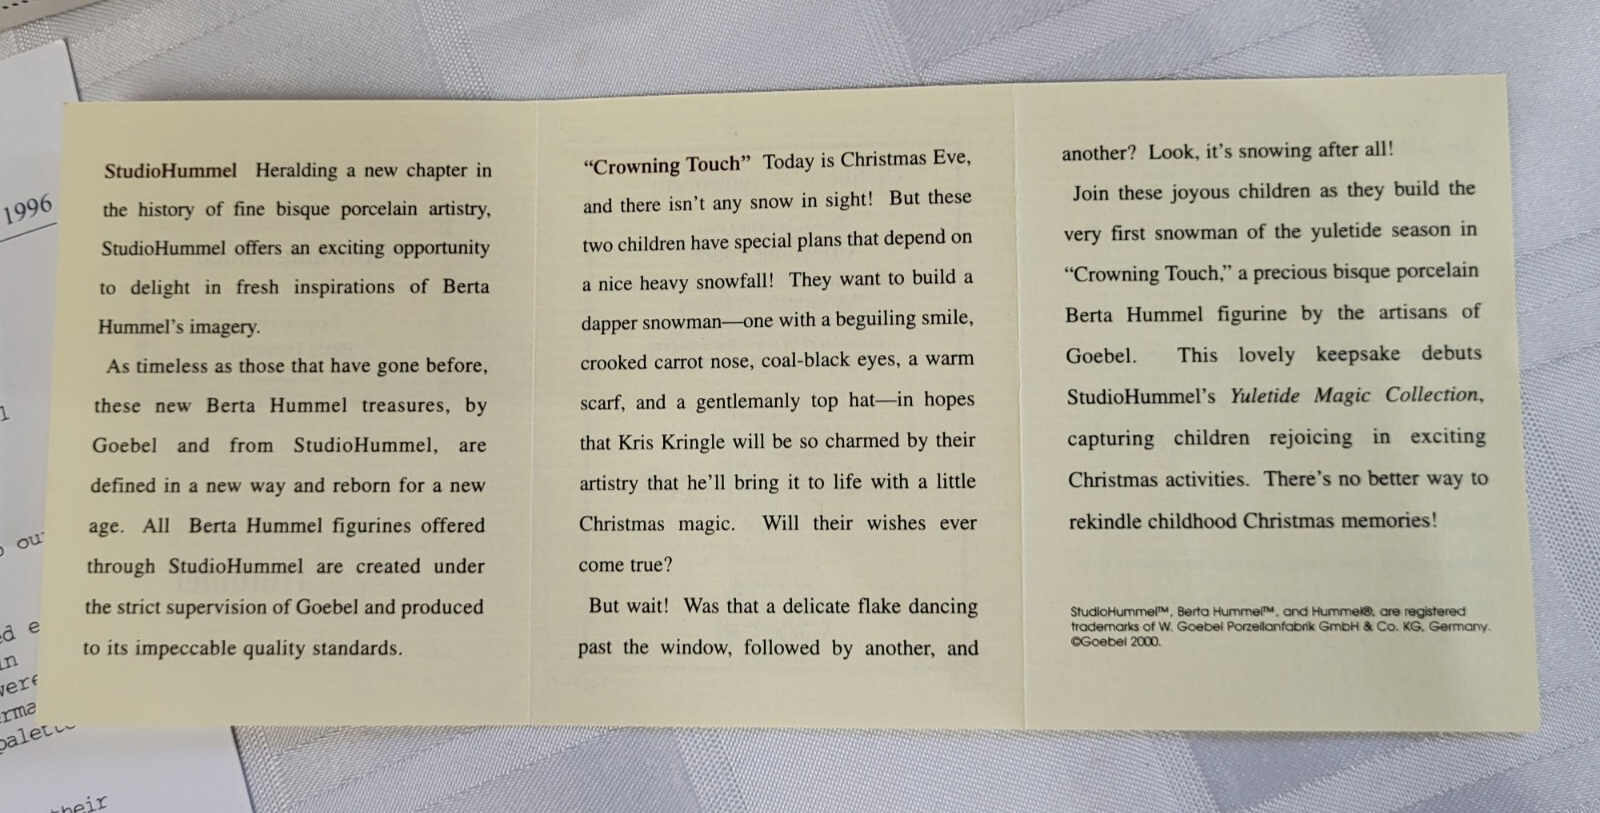 1996
StudioHummel Heralding a new chapter in
the history of fine bisque porcelain artistry,
StudioHummel offers an exciting opportunity
to delight in fresh inspirations of Berta
Hummel's imagery.
As timeless as those that have gone before,
these new Berta Hummel treasures, by
Goebel and from StudioHummel, are
defined in a new way and reborn for a new
age. All Berta Hummel figurines offered
through StudioHummel are created under
the strict supervision of Goebel and produced
to its impeccable quality standards.
“Crowning Touch” Today is Christmas Eve,
and there isn't any snow in sight! But these
two children have special plans that depend on
a nice heavy snowfall! They want to build a
dapper snowman—one with a beguiling smile,
crooked carrot nose, coal-black eyes, a warm
scarf, and a gentlemanly top hat—in hopes
that Kris Kringle will be so charmed by their
artistry that he'll bring it to life with a little
Christmas magic. Will their wishes ever
come true?
But wait! Was that a delicate flake dancing
past the window, followed by another, and
another? Look, it's snowing after all!
Join these joyous children as they build the
very first snowman of the yuletide season in
“Crowning Touch,” a precious bisque porcelain
Berta Hummel figurine by the artisans of
Goebel. This lovely keepsake debuts
StudioHummel's Yuletide Magic Collection,
capturing children rejoicing in exciting
Christmas activities. There's no better way to
rekindle childhood Christmas memories!
StudioHummel™, Berta Hummel™, and Hummel®, are registered
trademarks of W. Goebel Porzellanfabrik GmbH & Co. KG, Germany.
©Goebel 2000.